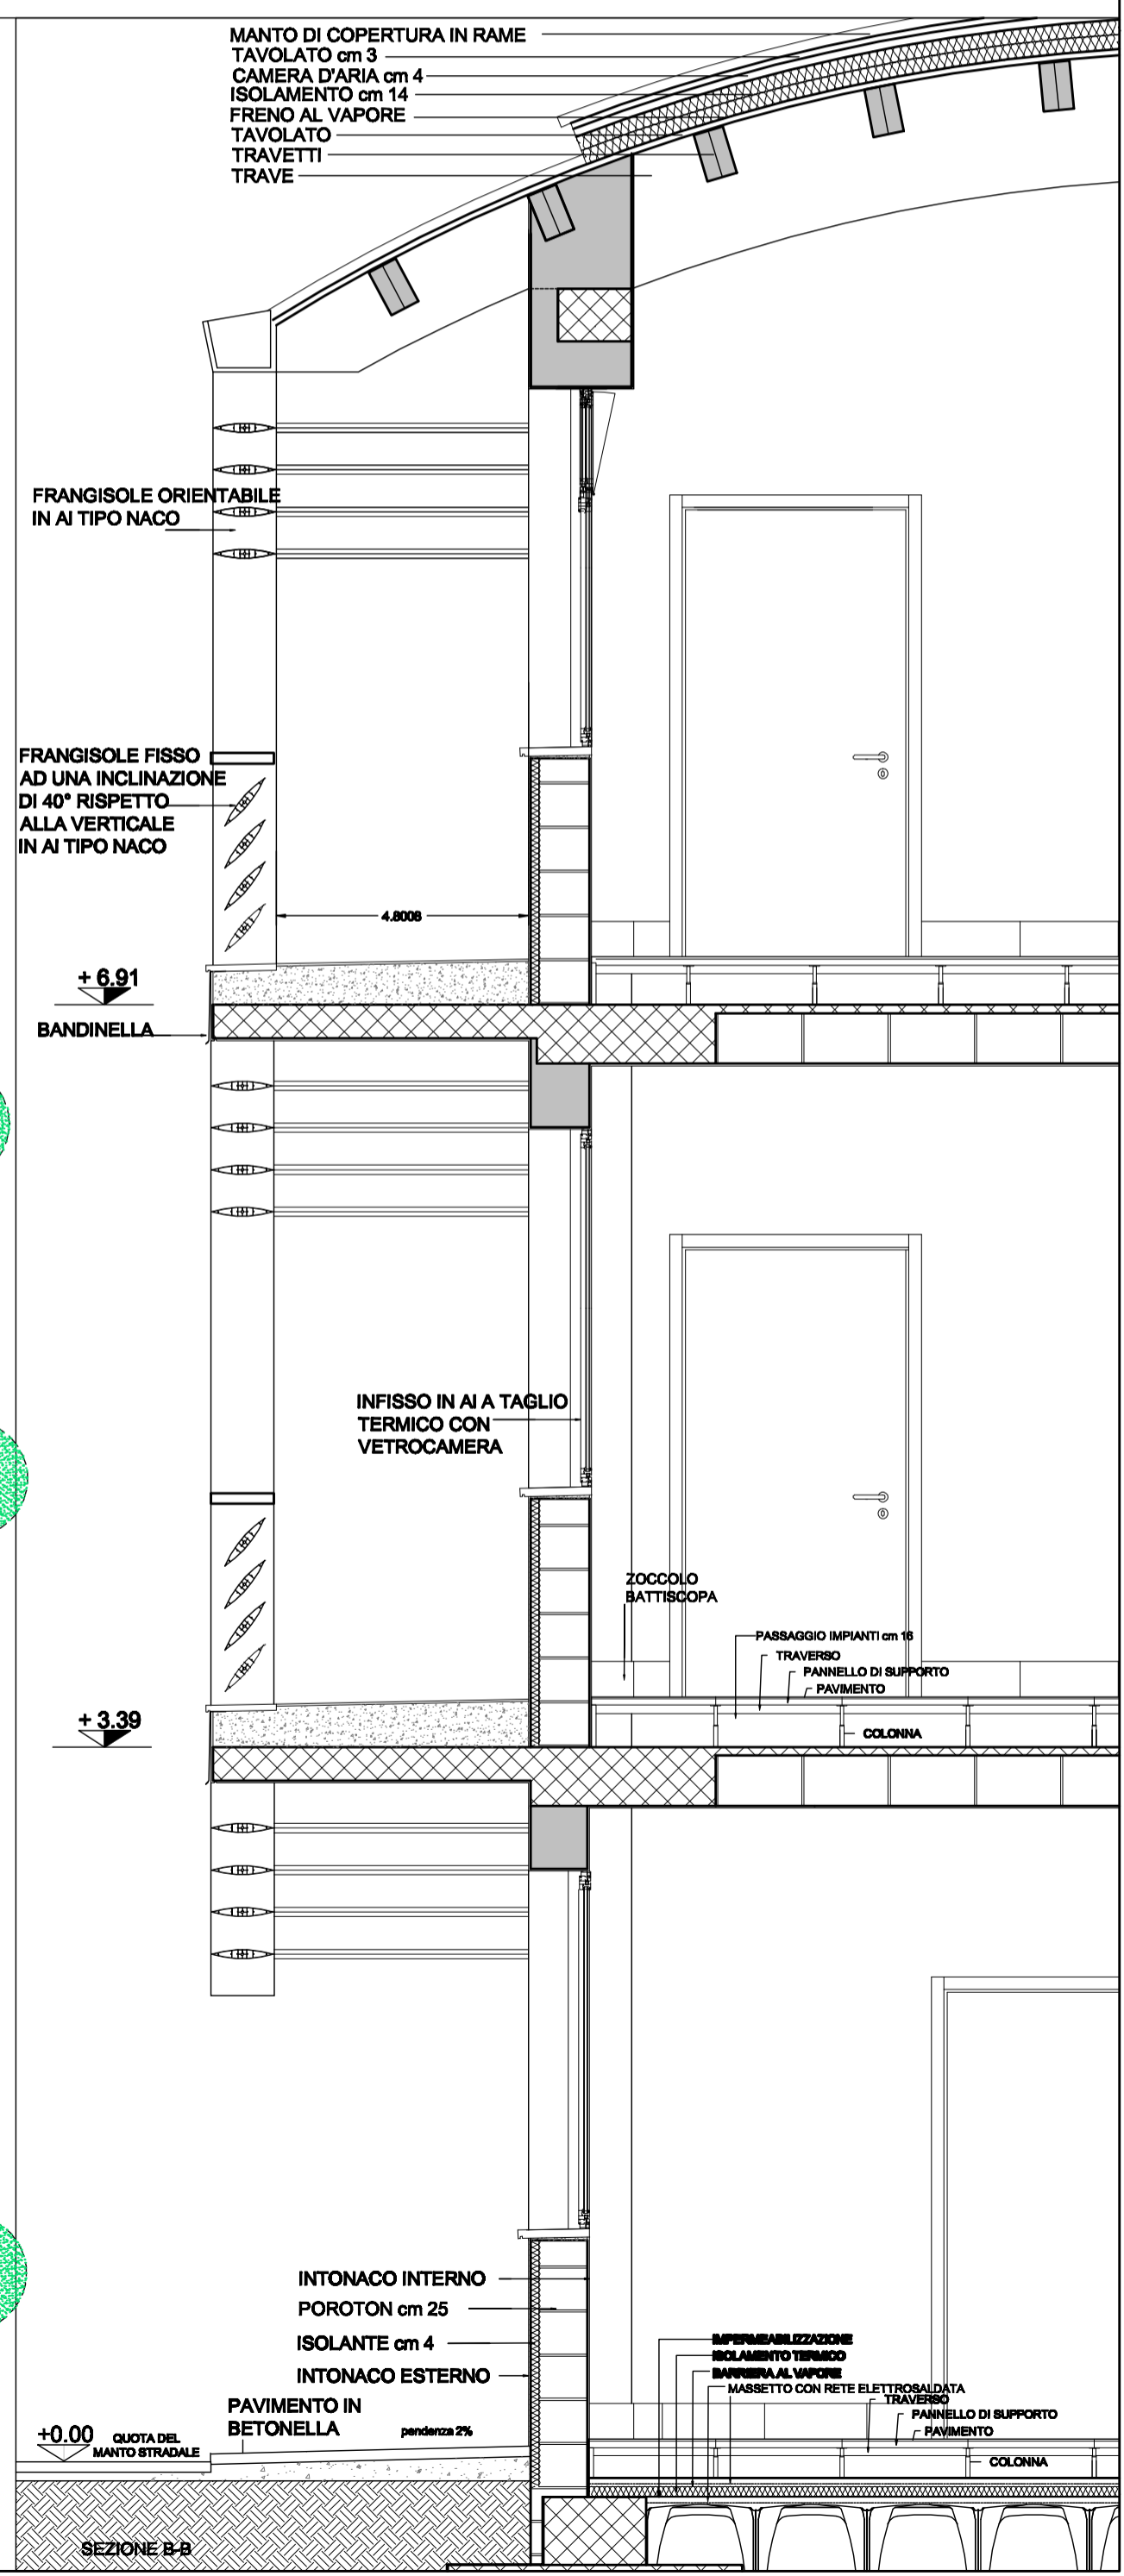 MANTO DI COPERTURA IN RAME
TAVOLATO cm 3
CAMERA D'ARIA cm 4
ISOLAMENTO cm 14
FRENO AL VAPORE
TAVOLATO
TRAVETTI
TRAVE
FRANGISOLE ORIENTABILE
IN Al TIPO NACO
FRANGISOLE FISSO
AD UNA INCLINAZIONE
DI 40° RISPETTO
ALLA VERTICALE
IN Al TIPO NACO
4.8008
+ 6.91
BANDINELLA
INFISSO IN Al A TAGLIO
TERMICO CON
VETROCAMERA
ZOCCOLO
BATTISCOPA
PASSAGGIO IMPIANTI cm 16
TRAVERSO
PANNELLO DI SUPPORTO
PAVIMENTO
COLONNA
+ 3.39
INTONACO INTERNO
POROTON cm 25
ISOLANTE cm 4
INTONACO ESTERNO
IMPERMEABILIZZAZIONE
ISOLAMENTO TERMICO
BARRIERA AL VAPORE
MASSETTO CON RETE ELETTROSALDATA
TRAVERSO
PANNELLO DI SUPPORTO
PAVIMENTO
COLONNA
PAVIMENTO IN
BETONELLA
pendenza 2%
+0.00
QUOTA DEL
MANTO STRADALE
SEZIONE B-B